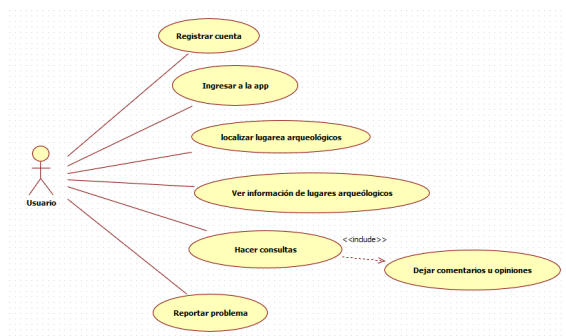 Registrar cuenta
Ingresar a la app
localizar lugarea arqueológicos
Ver información de lugares arqueólogicos
Usuario
<<include>>
Hacer consultas
Dejar comentarios u opiniones
Reportar problema